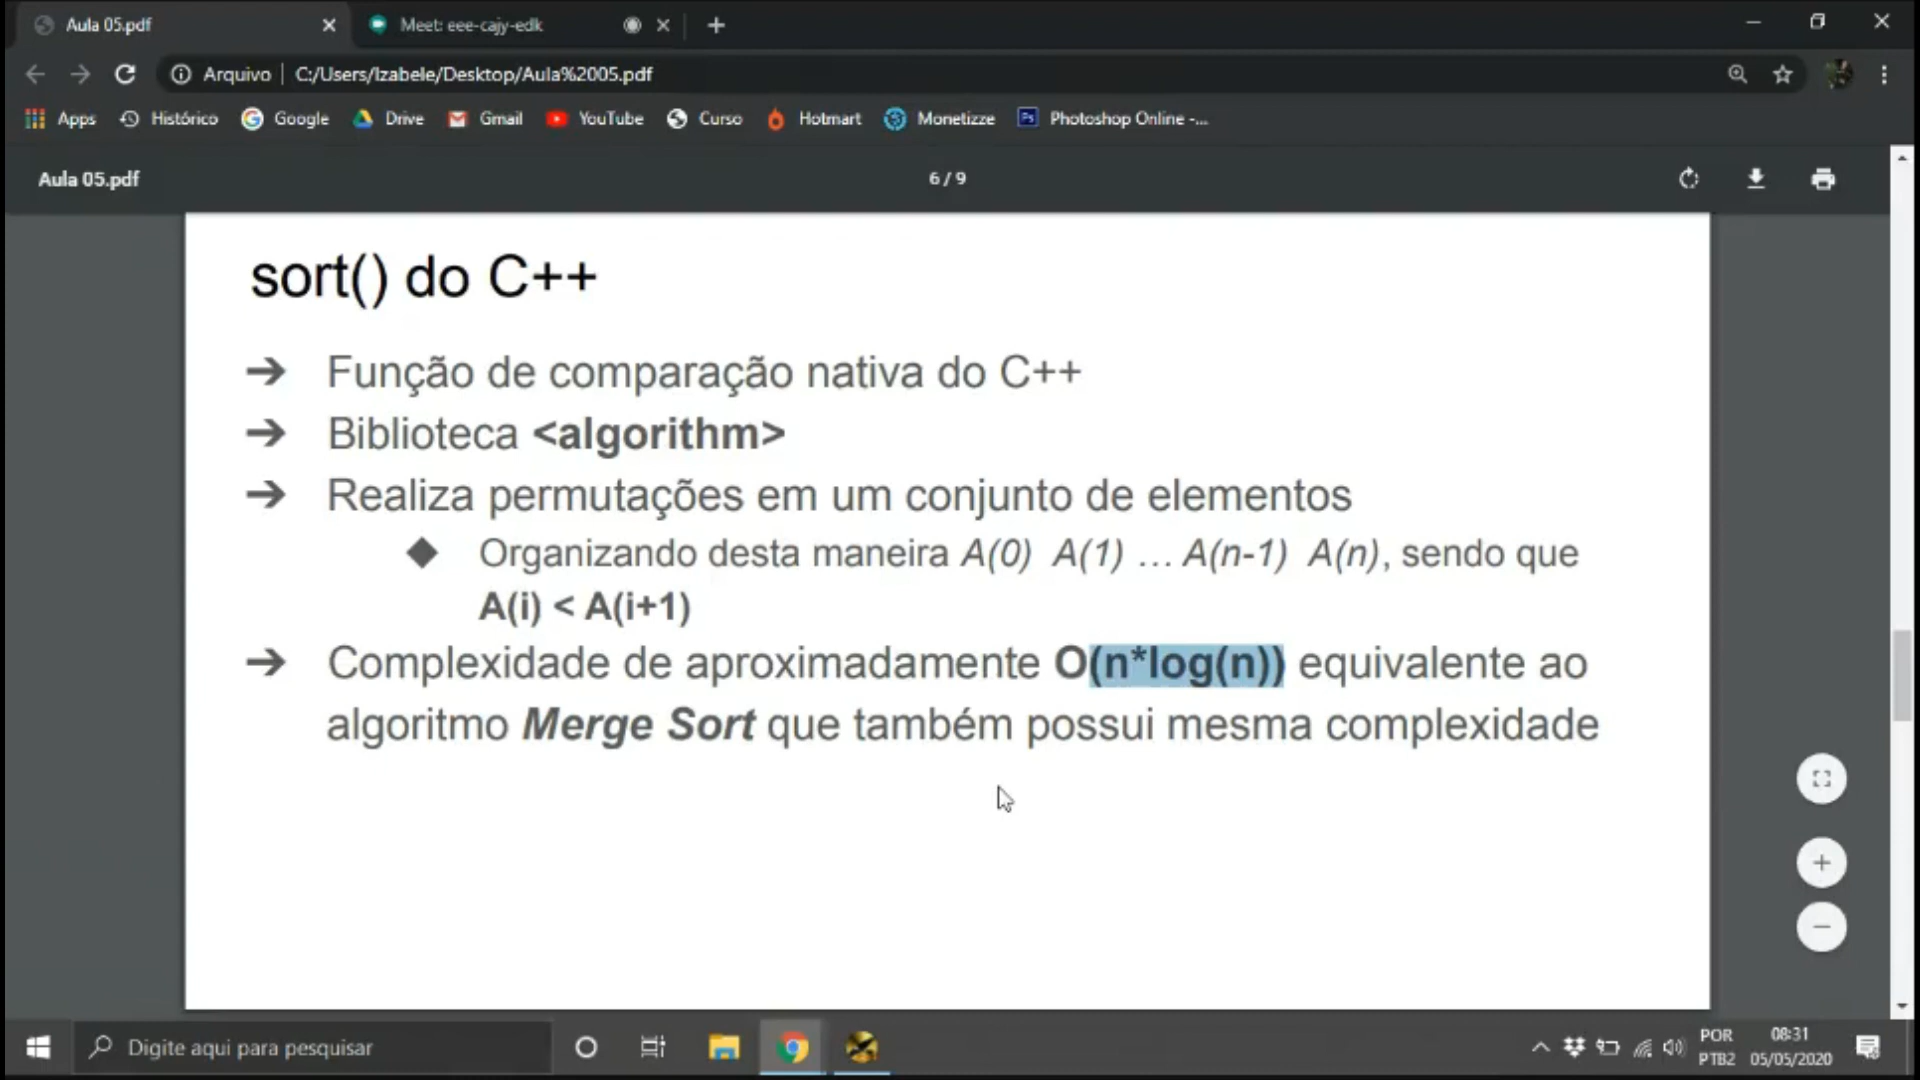 Aula 05.pdf
Meet: eee-cajy-edk
Arquivo
C:/Users/Izabele/Desktop/Aula%2005.pdf
Apps
Histórico
Google
Drive
Gmail
YouTube
Curso
Hotmart
Monetizze
Photoshop Online -...
Aula 05.pdf
6 / 9
sort() do C++
➔ Função de comparação nativa do C++
➔ Biblioteca <algorithm>
➔ Realiza permutações em um conjunto de elementos
◆ Organizando desta maneira A(0) A(1) … A(n-1) A(n), sendo que
A(i) < A(i+1)
➔ Complexidade de aproximadamente O(n*log(n)) equivalente ao
algoritmo Merge Sort que também possui mesma complexidade
Digite aqui para pesquisar
POR
PTB2
08:31
05/05/2020